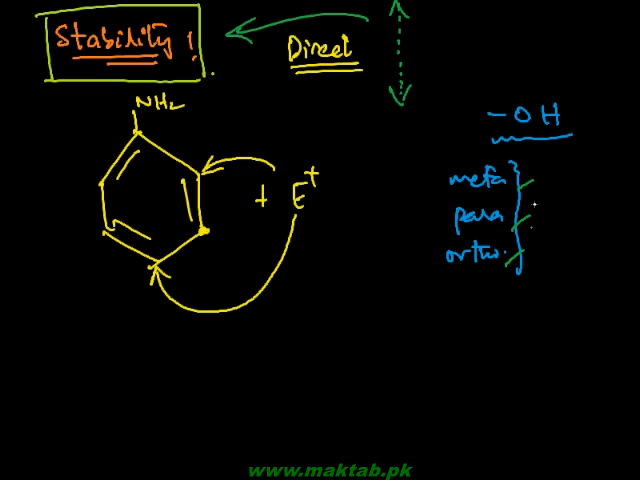 Stability !
Direct
NH2
+ E+
- OH
meta
para
ortho.
www.maktab.pk